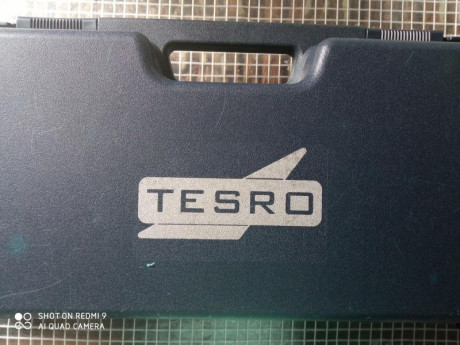 TESRO
SHOT ON REDMI 9
AI QUAD CAMERA